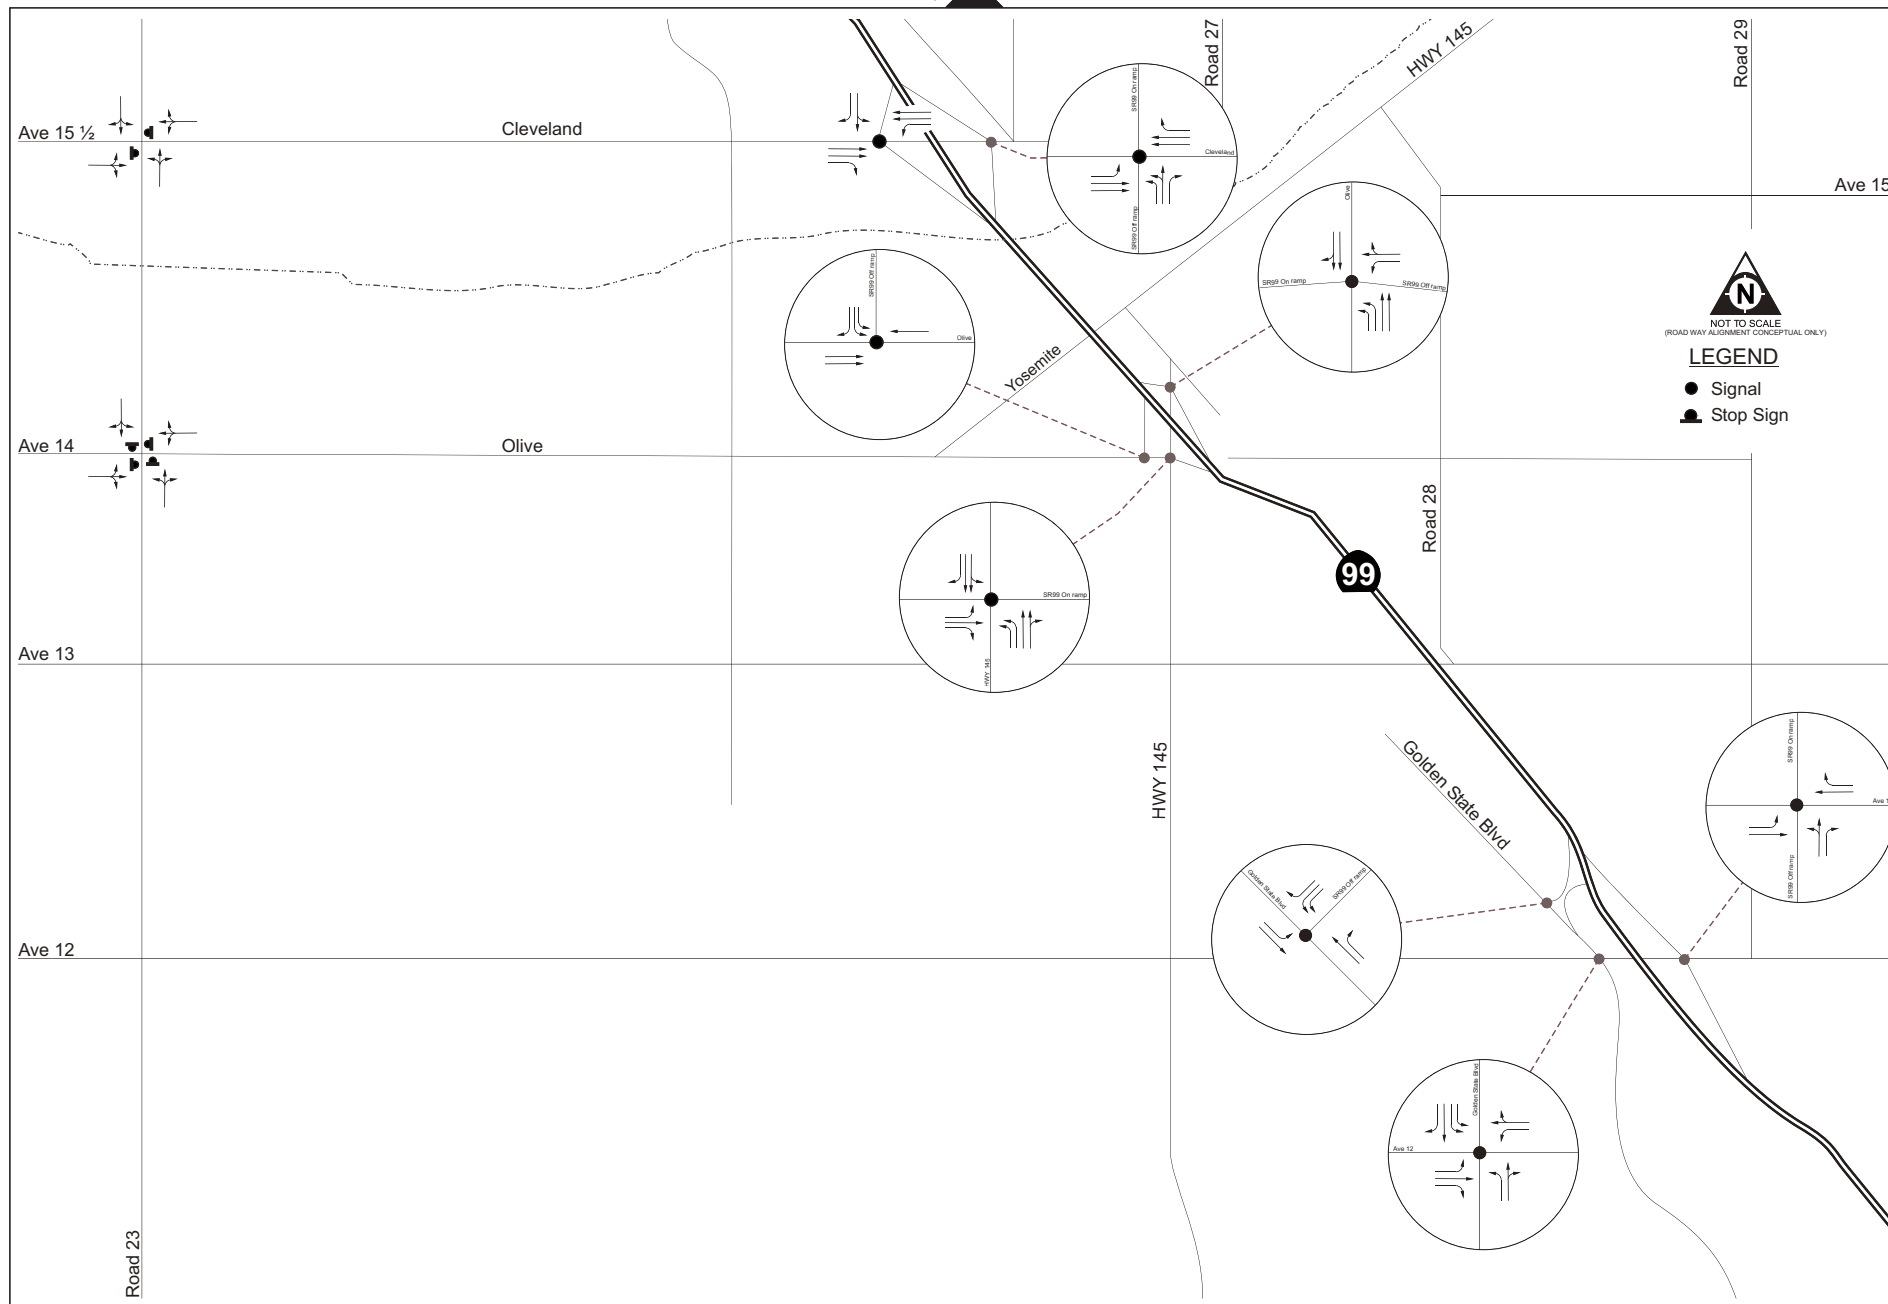 Road 27
HWY 145
Road 29
Ave 15 ½
Cleveland
SR99 On ramp
Cleveland
SR99 Off ramp
Ave 15
Olive
SR99 On ramp
SR99 Off ramp
SR99 Off ramp
Olive
N
NOT TO SCALE
(ROAD WAY ALIGNMENT CONCEPTUAL ONLY)
LEGEND
Signal
Stop Sign
Yosemite
Ave 14
Olive
Road 28
99
SR99 On ramp
HWY 145
Ave 13
HWY 145
Golden State Blvd
SR99 On ramp
Ave 1
SR99 Off ramp
Golden State Blvd
SR99 Off ramp
Ave 12
Golden State Blvd
Ave 12
Road 23